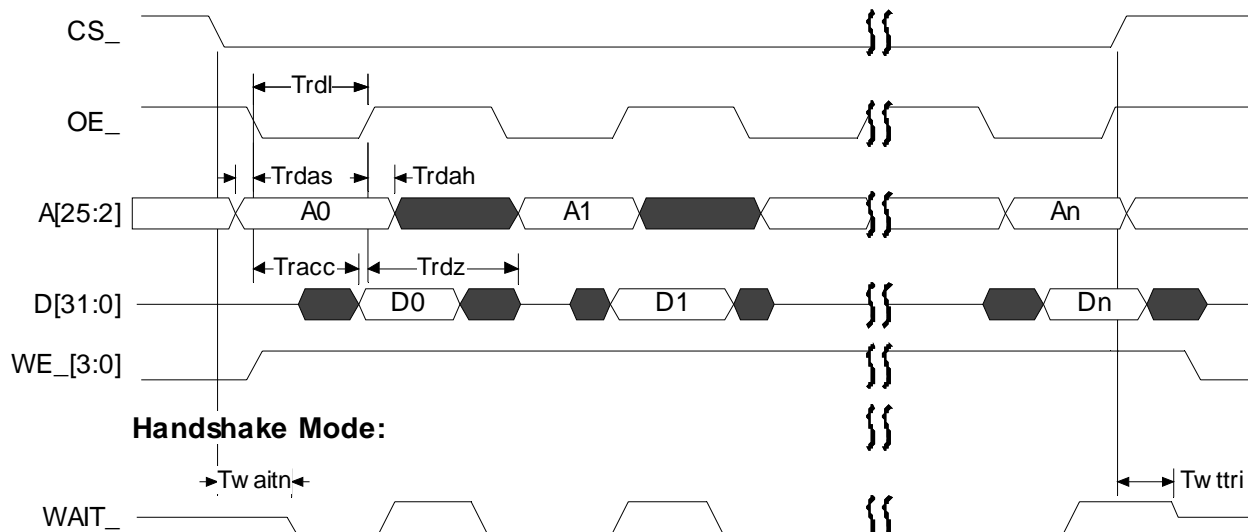 CS_
Trdl
OE_
Trdas Trdah
A[25:2] A0 A1 An
Tracc Trdz
D[31:0] D0 D1 Dn
WE_[3:0]
Handshake Mode:
Tw aitn Tw ttri
WAIT_